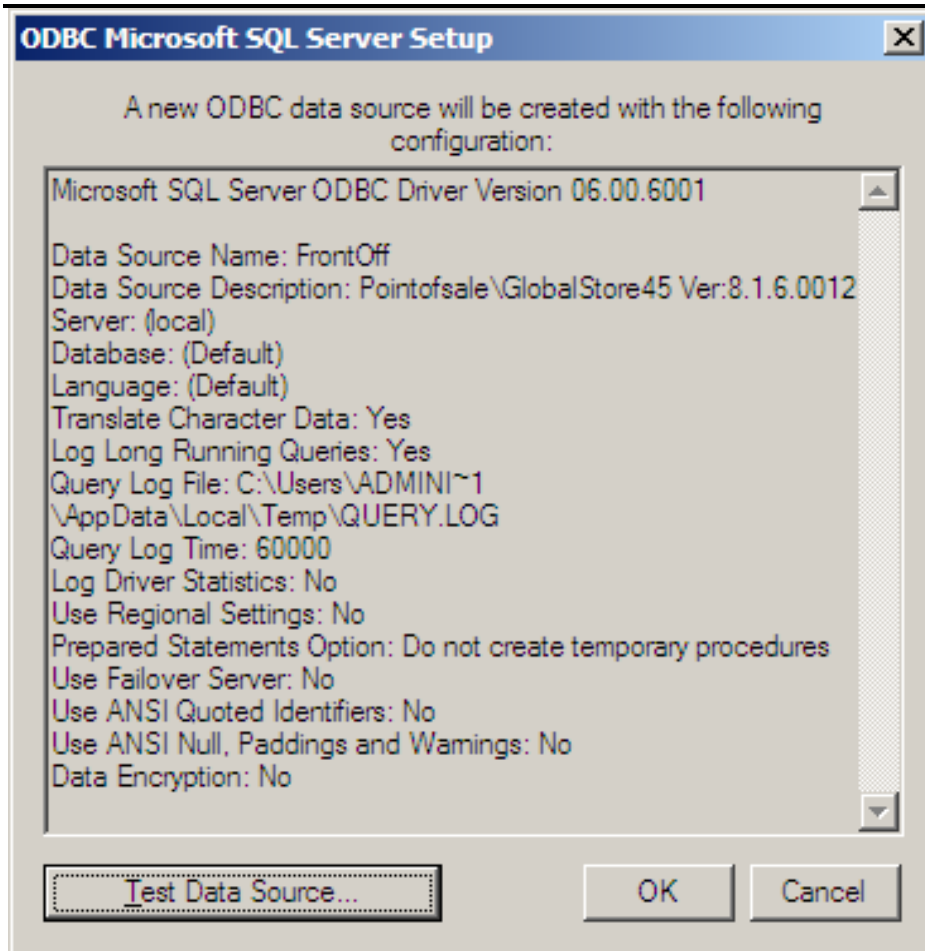 ODBC Microsoft SQL Server Setup
A new ODBC data source will be created with the following
configuration:
Microsoft SQL Server ODBC Driver Version 06.00.6001
Data Source Name: FrontOff
Data Source Description: Pointofsale\GlobalStore45 Ver:8.1.6.0012
Server: (local)
Database: (Default)
Language: (Default)
Translate Character Data: Yes
Log Long Running Queries: Yes
Query Log File: C:\Users\ADMINI~1
\AppData\Local\Temp\QUERY.LOG
Query Log Time: 60000
Log Driver Statistics: No
Use Regional Settings: No
Prepared Statements Option: Do not create temporary procedures
Use Failover Server: No
Use ANSI Quoted Identifiers: No
Use ANSI Null, Paddings and Warnings: No
Data Encryption: No
Test Data Source...
OK
Cancel